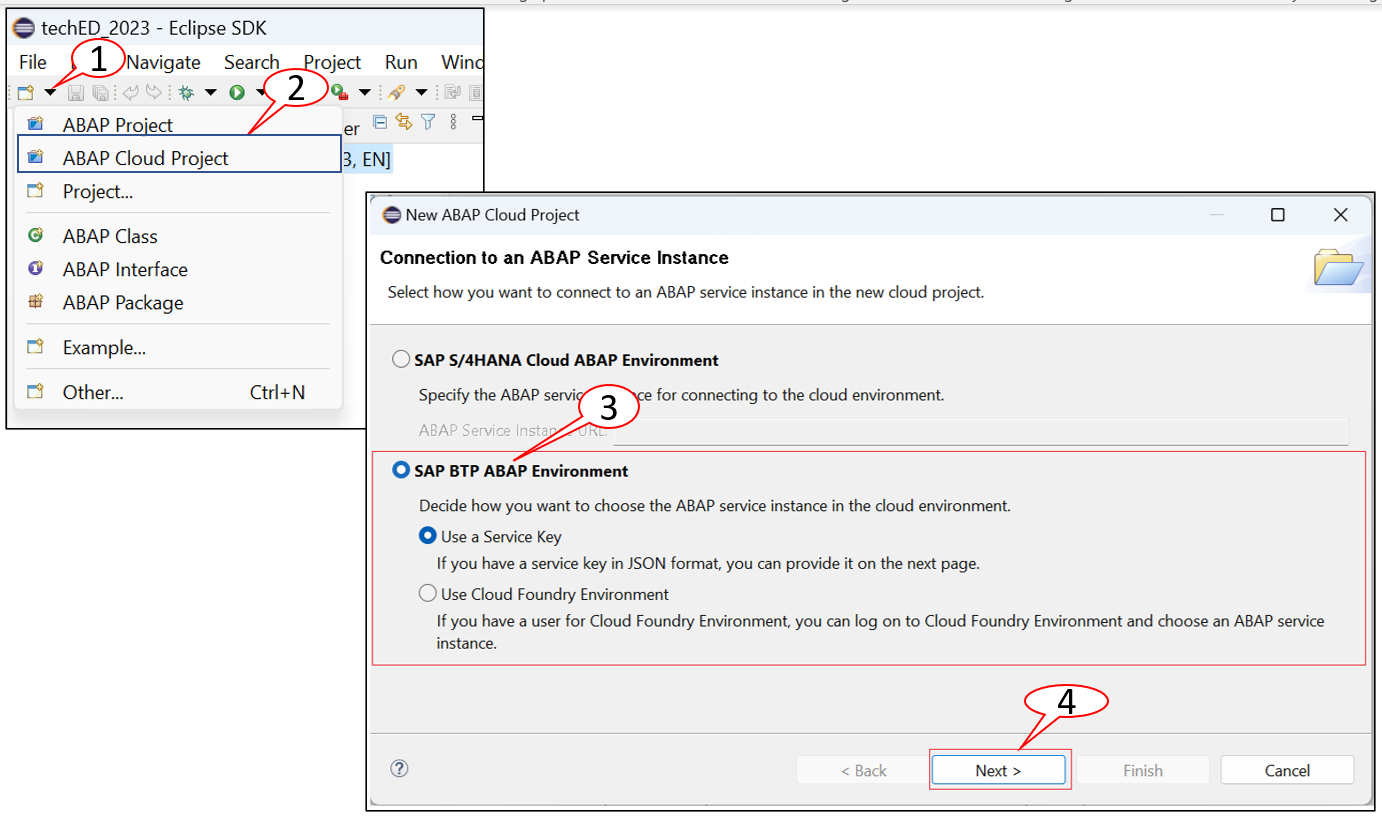 techED_2023 - Eclipse SDK
File Navigate Search Project Run Wind
1
2
ABAP Project
er
ABAP Cloud Project
3, EN]
Project...
ABAP Class
ABAP Interface
ABAP Package
Example...
Other... Ctrl+N
New ABAP Cloud Project
Connection to an ABAP Service Instance
Select how you want to connect to an ABAP service instance in the new cloud project.
SAP S/4HANA Cloud ABAP Environment
Specify the ABAP servic ce for connecting to the cloud environment.
3
ABAP Service Instance URL:
SAP BTP ABAP Environment
Decide how you want to choose the ABAP service instance in the cloud environment.
Use a Service Key
If you have a service key in JSON format, you can provide it on the next page.
Use Cloud Foundry Environment
If you have a user for Cloud Foundry Environment, you can log on to Cloud Foundry Environment and choose an ABAP service
instance.
4
?
< Back Next > Finish Cancel